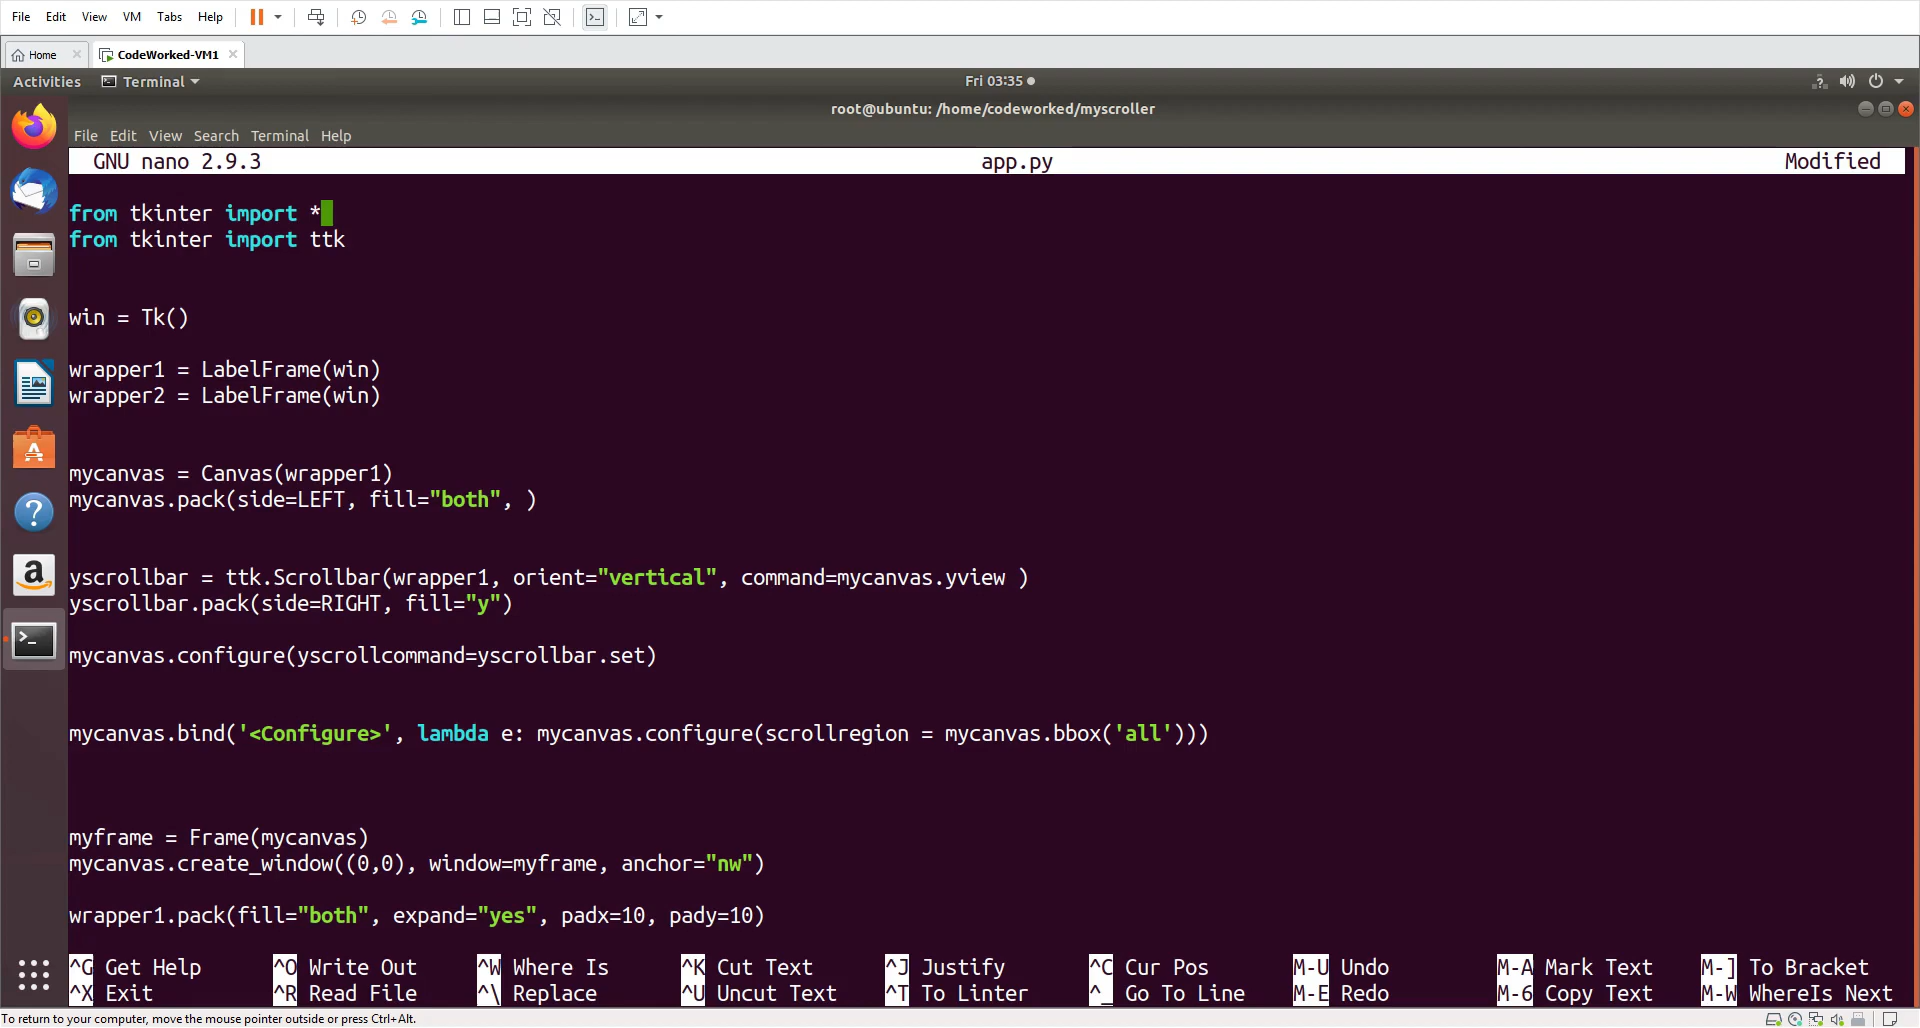 File Edit View VM Tabs Help
Home CodeWorked-VM1
Activities Terminal Fri 03:35
root@ubuntu: /home/codeworked/myscroller
File Edit View Search Terminal Help
GNU nano 2.9.3 app.py Modified
from tkinter import *
from tkinter import ttk
win = Tk()
wrapper1 = LabelFrame(win)
wrapper2 = LabelFrame(win)
mycanvas = Canvas(wrapper1)
mycanvas.pack(side=LEFT, fill="both", )
yscrollbar = ttk.Scrollbar(wrapper1, orient="vertical", command=mycanvas.yview )
yscrollbar.pack(side=RIGHT, fill="y")
mycanvas.configure(yscrollcommand=yscrollbar.set)
mycanvas.bind('<Configure>', lambda e: mycanvas.configure(scrollregion = mycanvas.bbox('all')))
myframe = Frame(mycanvas)
mycanvas.create_window((0,0), window=myframe, anchor="nw")
wrapper1.pack(fill="both", expand="yes", padx=10, pady=10)
^G Get Help ^O Write Out ^W Where Is ^K Cut Text ^J Justify ^C Cur Pos M-U Undo M-A Mark Text M-] To Bracket
^X Exit ^R Read File ^\ Replace ^U Uncut Text ^T To Linter ^_ Go To Line M-E Redo M-6 Copy Text M-W WhereIs Next
To return to your computer, move the mouse pointer outside or press Ctrl+Alt.